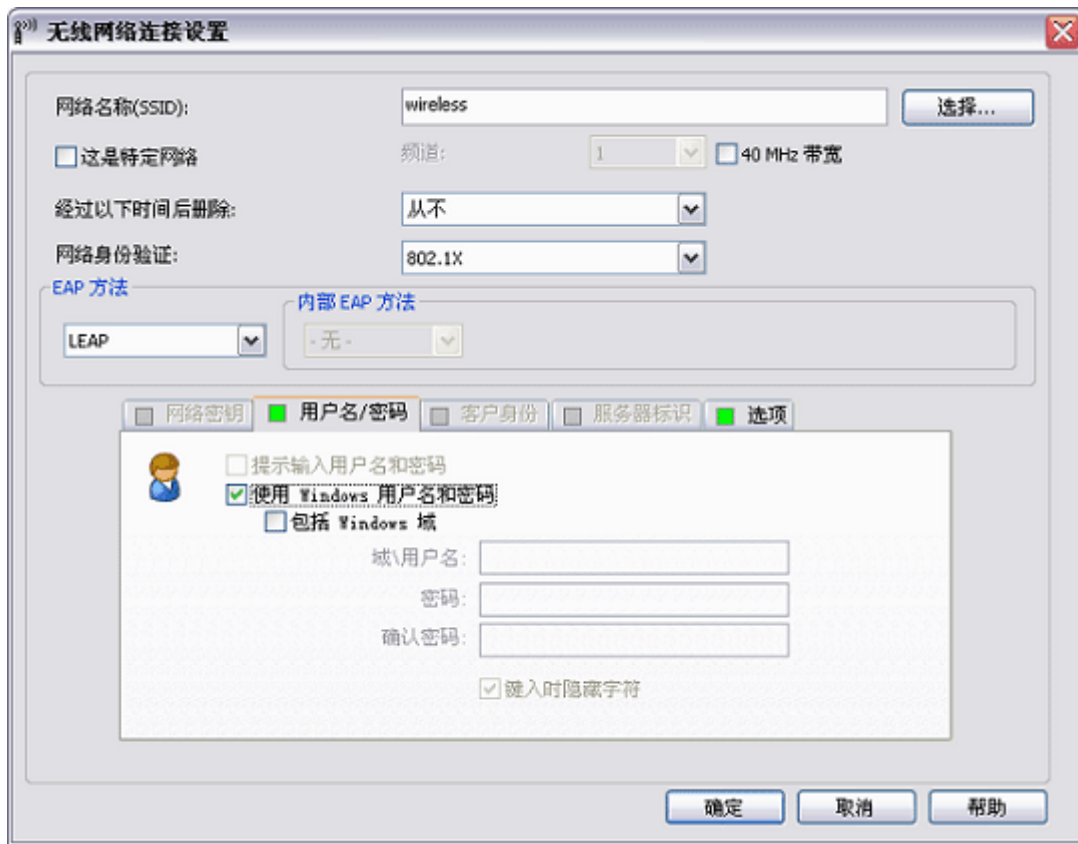 无线网络连接设置
网络名称(SSID): wireless 选择...
这是特定网络 频道: 1 40 MHz 带宽
经过以下时间后删除: 从不
网络身份验证: 802.1X
EAP 方法
内部 EAP 方法
LEAP - 无 -
网络密钥 用户名/密码 客户身份 服务器标识 选项
提示输入用户名和密码
使用 Windows 用户名和密码
包括 Windows 域
域\用户名:
密码:
确认密码:
键入时隐藏字符
确定 取消 帮助